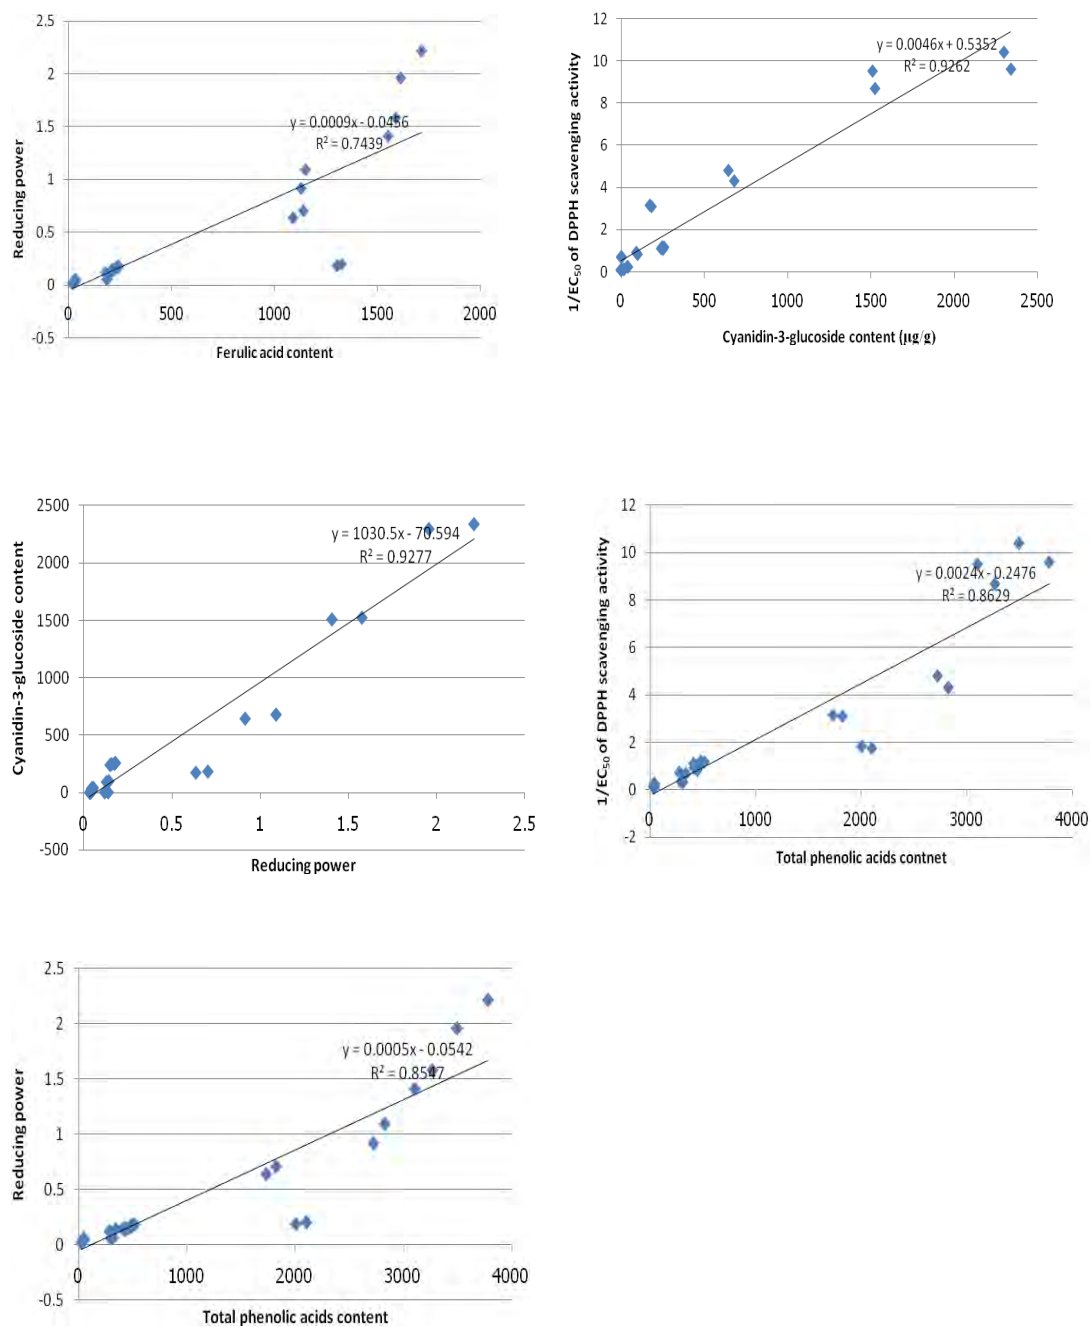 2.5
2
1.5
1
0.5
0
-0.5
Reducing power
y = 0.0009x - 0.0456
R² = 0.7439
0 500 1000 1500 2000
Ferulic acid content
12
10
8
6
4
2
0
1/EC₅₀ of DPPH scavenging activity
y = 0.0046x + 0.5352
R² = 0.9262
0 500 1000 1500 2000 2500
Cyanidin-3-glucoside content (µg/g)
2500
2000
1500
1000
500
0
-500
Cyanidin-3-glucoside content
y = 1030.5x - 70.594
R² = 0.9277
0 0.5 1 1.5 2 2.5
Reducing power
12
10
8
6
4
2
0
-2
1/EC₅₀ of DPPH scavenging activity
y = 0.0024x - 0.2476
R² = 0.8629
0 1000 2000 3000 4000
Total phenolic acids contnet
2.5
2
1.5
1
0.5
0
-0.5
Reducing power
y = 0.0005x - 0.0542
R² = 0.8547
0 1000 2000 3000 4000
Total phenolic acids content